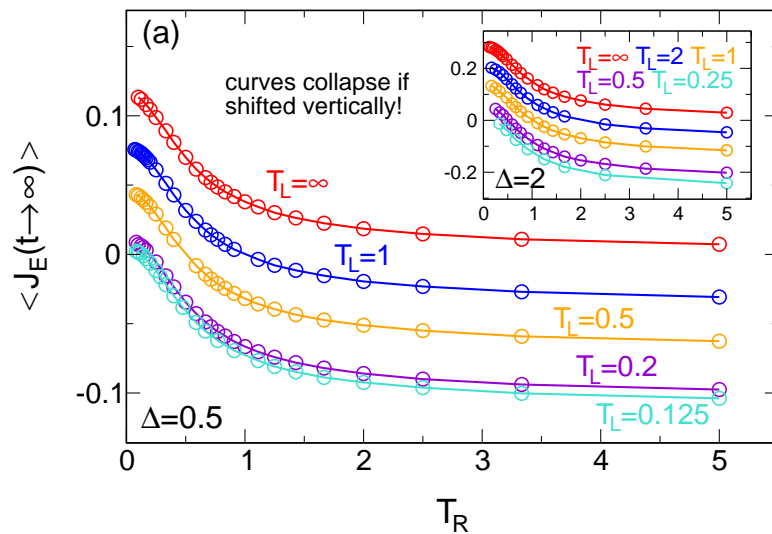 (a)
curves collapse if
shifted vertically!
T_L=∞
T_L=1
T_L=0.5
T_L=0.2
T_L=0.125
Δ=0.5
0.1
0
-0.1
0 1 2 3 4 5
T_R
<J_E(t→∞)>
T_L=∞ T_L=2 T_L=1
T_L=0.5 T_L=0.25
Δ=2
0.2
0
-0.2
0 1 2 3 4 5